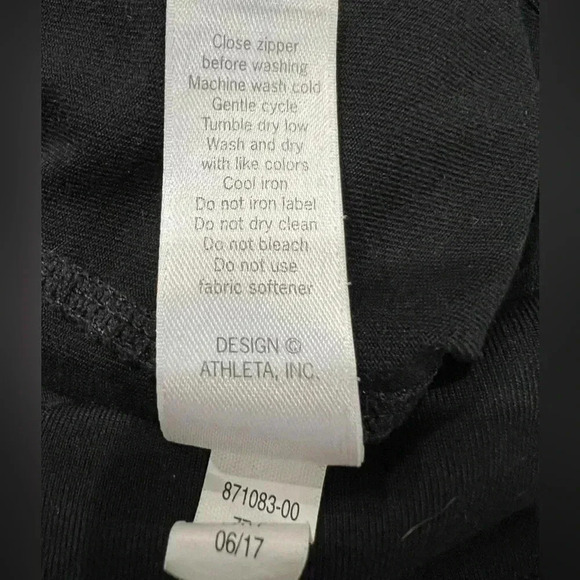 Close zipper
before washing
Machine wash cold
Gentle cycle
Tumble dry low
Wash and dry
with like colors
Cool iron
Do not iron label
Do not dry clean
Do not bleach
Do not use
fabric softener
DESIGN ©
ATHLETA, INC.
871083-00
06/17